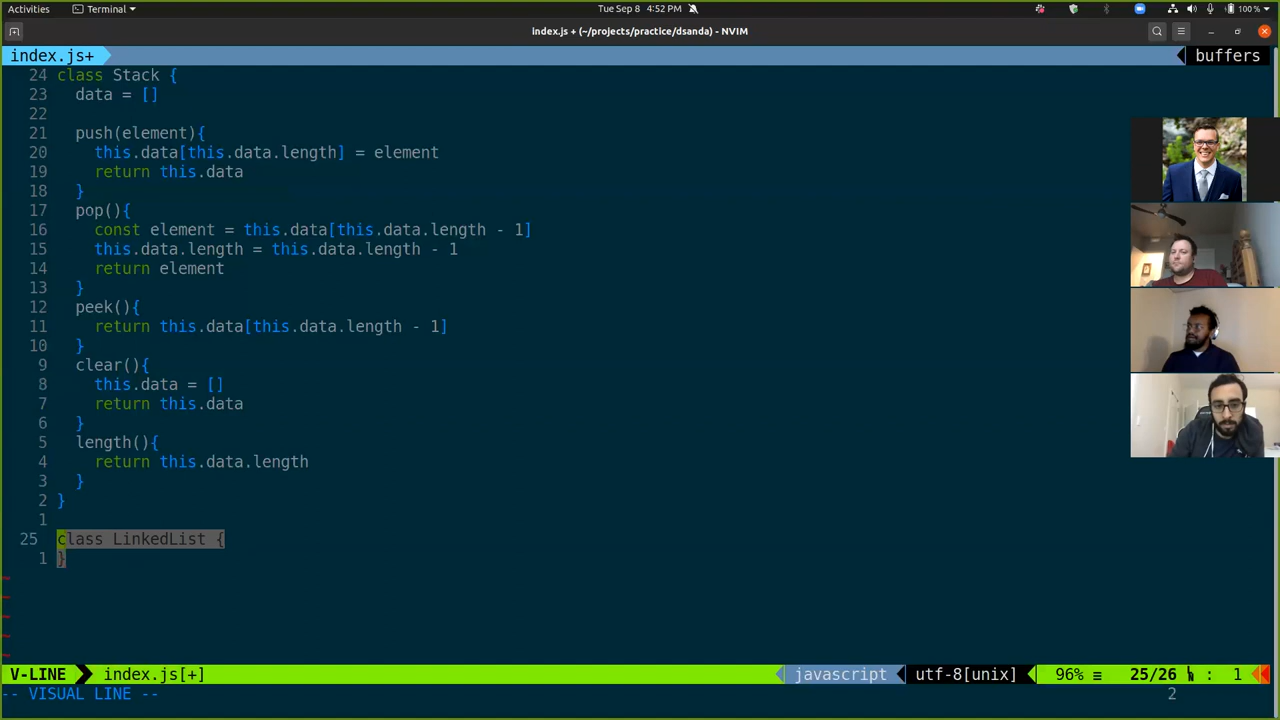 Activities Terminal Tue Sep 8 4:52 PM 100 %
index.js + (~/projects/practice/dsanda) - NVIM
index.js+ buffers
24 class Stack {
23 data = []
22
21 push(element){
20 this.data[this.data.length] = element
19 return this.data
18 }
17 pop(){
16 const element = this.data[this.data.length - 1]
15 this.data.length = this.data.length - 1
14 return element
13 }
12 peek(){
11 return this.data[this.data.length - 1]
10 }
9 clear(){
8 this.data = []
7 return this.data
6 }
5 length(){
4 return this.data.length
3 }
2 }
1
25 class LinkedList {
1 }
V-LINE index.js[+] javascript utf-8[unix] 96% ≡ 25/26 : 1
-- VISUAL LINE -- 2